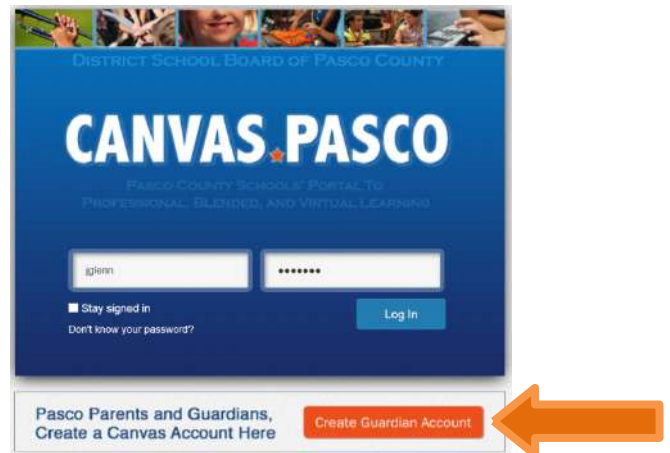 DISTRICT SCHOOL BOARD OF PASCO COUNTY
CANVAS PASCO
PASCO COUNTY SCHOOLS' PORTAL TO
PROFESSIONAL, BLENDED, AND VIRTUAL LEARNING
jglenn •••••••
Stay signed in
Log In
Don't know your password?
Pasco Parents and Guardians,
Create a Canvas Account Here
Create Guardian Account